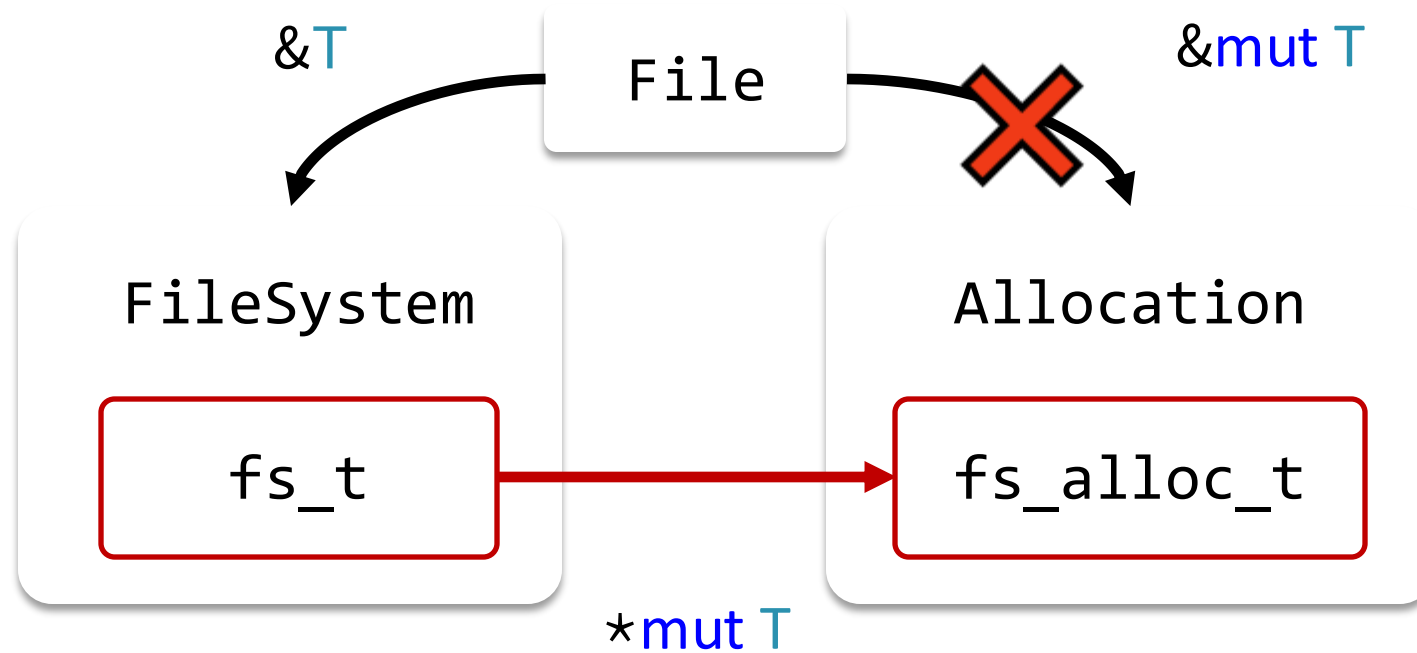 &T
File
&mut T
FileSystem
Allocation
fs_t
fs_alloc_t
*mut T